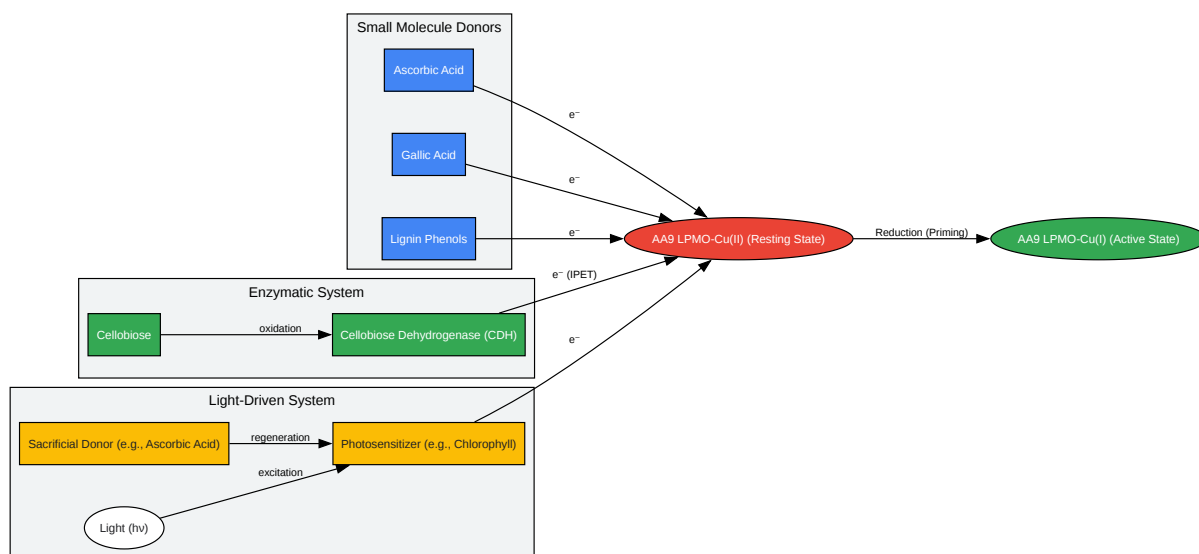 Small Molecule Donors
Ascorbic Acid
e⁻
Gallic Acid
e⁻
Lignin Phenols
e⁻
AA9 LPMO-Cu(II) (Resting State)
Reduction (Priming)
AA9 LPMO-Cu(I) (Active State)
Enzymatic System
e⁻ (IPET)
Cellobiose
oxidation
Cellobiose Dehydrogenase (CDH)
e⁻
Light-Driven System
Sacrificial Donor (e.g., Ascorbic Acid)
regeneration
Photosensitizer (e.g., Chlorophyll)
excitation
Light (hν)